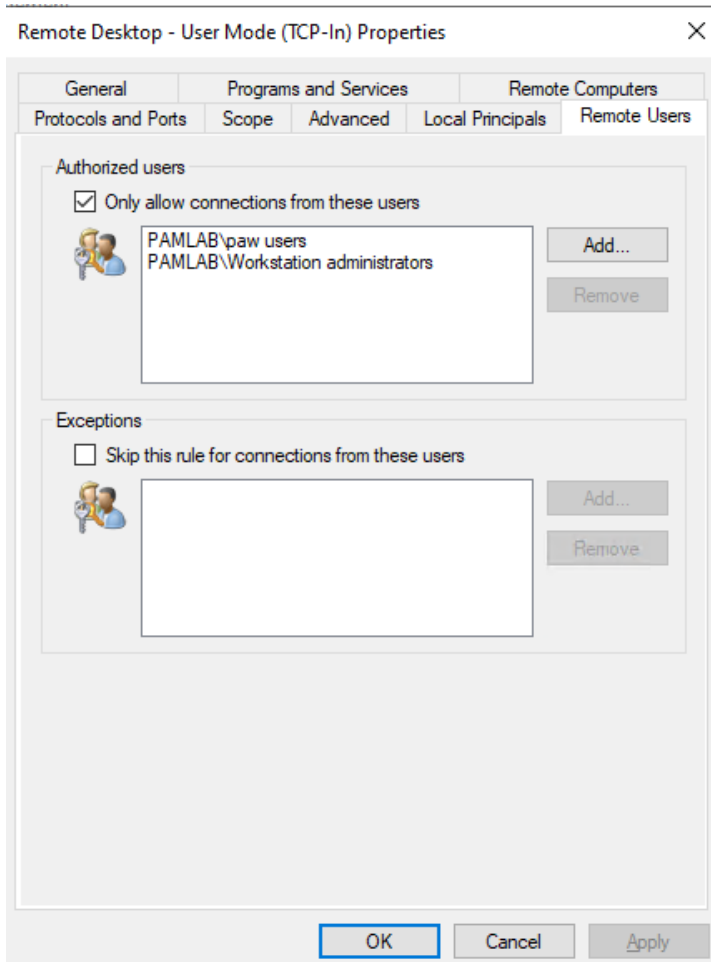 Remote Desktop - User Mode (TCP-In) Properties
General
Programs and Services
Remote Computers
Protocols and Ports
Scope
Advanced
Local Principals
Remote Users
Authorized users
Only allow connections from these users
PAMLAB\paw users
PAMLAB\Workstation administrators
Add...
Remove
Exceptions
Skip this rule for connections from these users
Add...
Remove
OK
Cancel
Apply